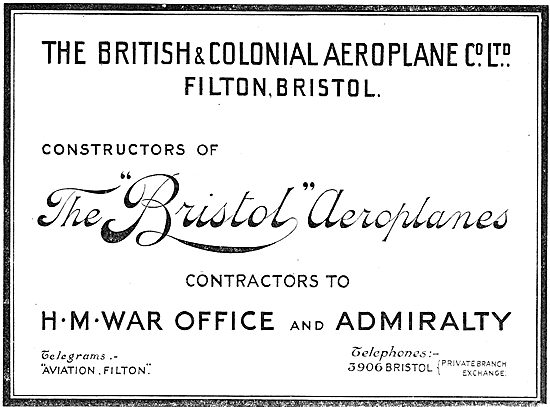 THE BRITISH & COLONIAL AEROPLANE Co. LTD.
FILTON, BRISTOL.
CONSTRUCTORS OF
The "Bristol" Aeroplanes
CONTRACTORS TO
H·M·WAR OFFICE AND ADMIRALTY
Telegrams:-
"AVIATION, FILTON".
Telephones:-
3906 BRISTOL { PRIVATE BRANCH
EXCHANGE.